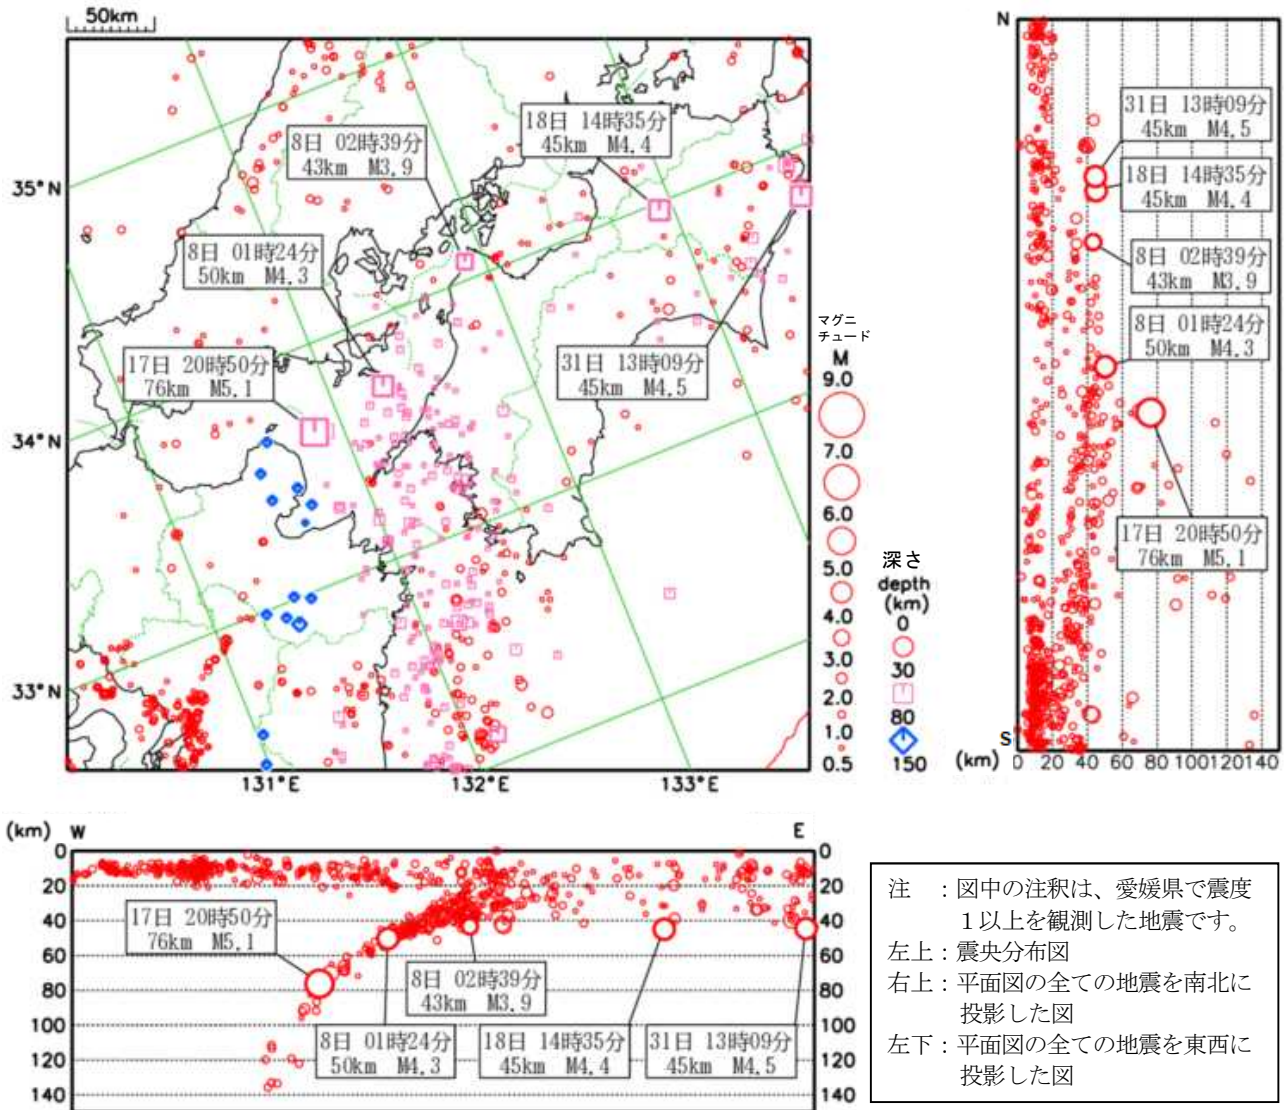 50km
8日 02時39分
43km M3.9
18日 14時35分
45km M4.4
8日 01時24分
50km M4.3
17日 20時50分
76km M5.1
31日 13時09分
45km M4.5
35°N
34°N
33°N
131°E
132°E
133°E
マグニ
チュード
M
9.0
7.0
6.0
5.0
4.0
3.0
2.0
1.0
0.5
深さ
depth
(km)
0
30
80
150
N
31日 13時09分
45km M4.5
18日 14時35分
45km M4.4
8日 02時39分
43km M3.9
8日 01時24分
50km M4.3
17日 20時50分
76km M5.1
S
(km)
0 20 40 60 80 100 120 140
(km) W
E
0
20
40
60
80
100
120
140
17日 20時50分
76km M5.1
8日 02時39分
43km M3.9
8日 01時24分
50km M4.3
18日 14時35分
45km M4.4
31日 13時09分
45km M4.5
0
20
40
60
80
100
120
140
注 :図中の注釈は、愛媛県で震度
1以上を観測した地震です。
左上:震央分布図
右上:平面図の全ての地震を南北に
投影した図
左下:平面図の全ての地震を東西に
投影した図